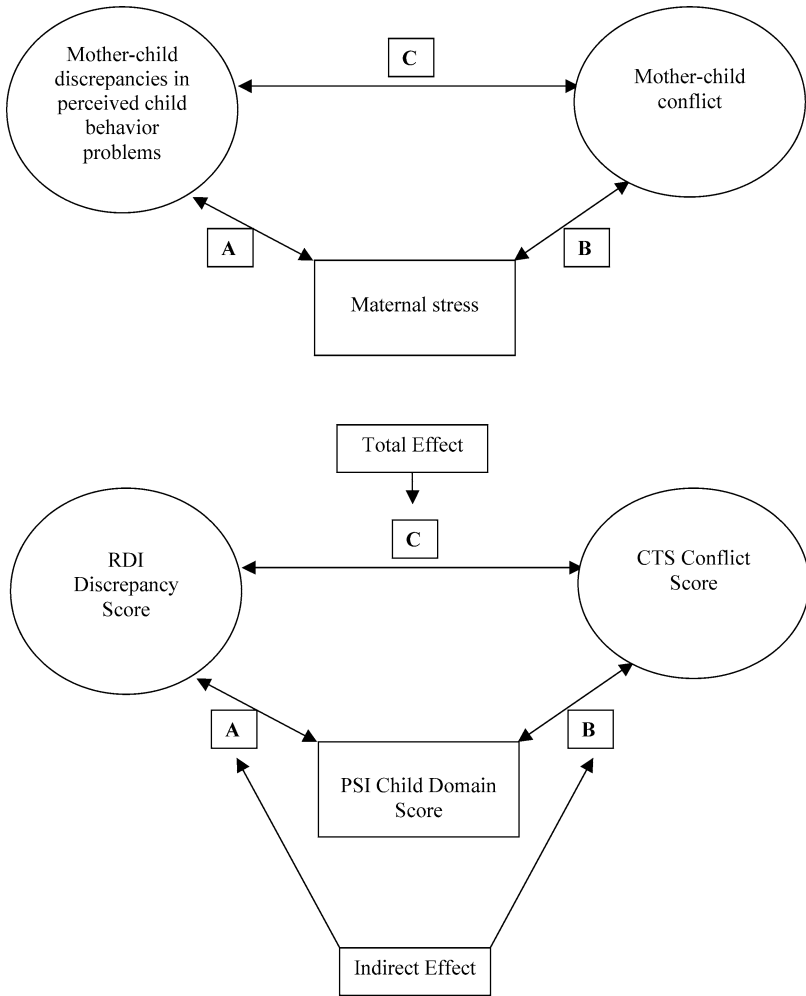 Mother-child
discrepancies in
perceived child
behavior
problems
C
Mother-child
conflict
A
B
Maternal stress
Total Effect
C
RDI
Discrepancy
Score
CTS Conflict
Score
A
B
PSI Child Domain
Score
Indirect Effect